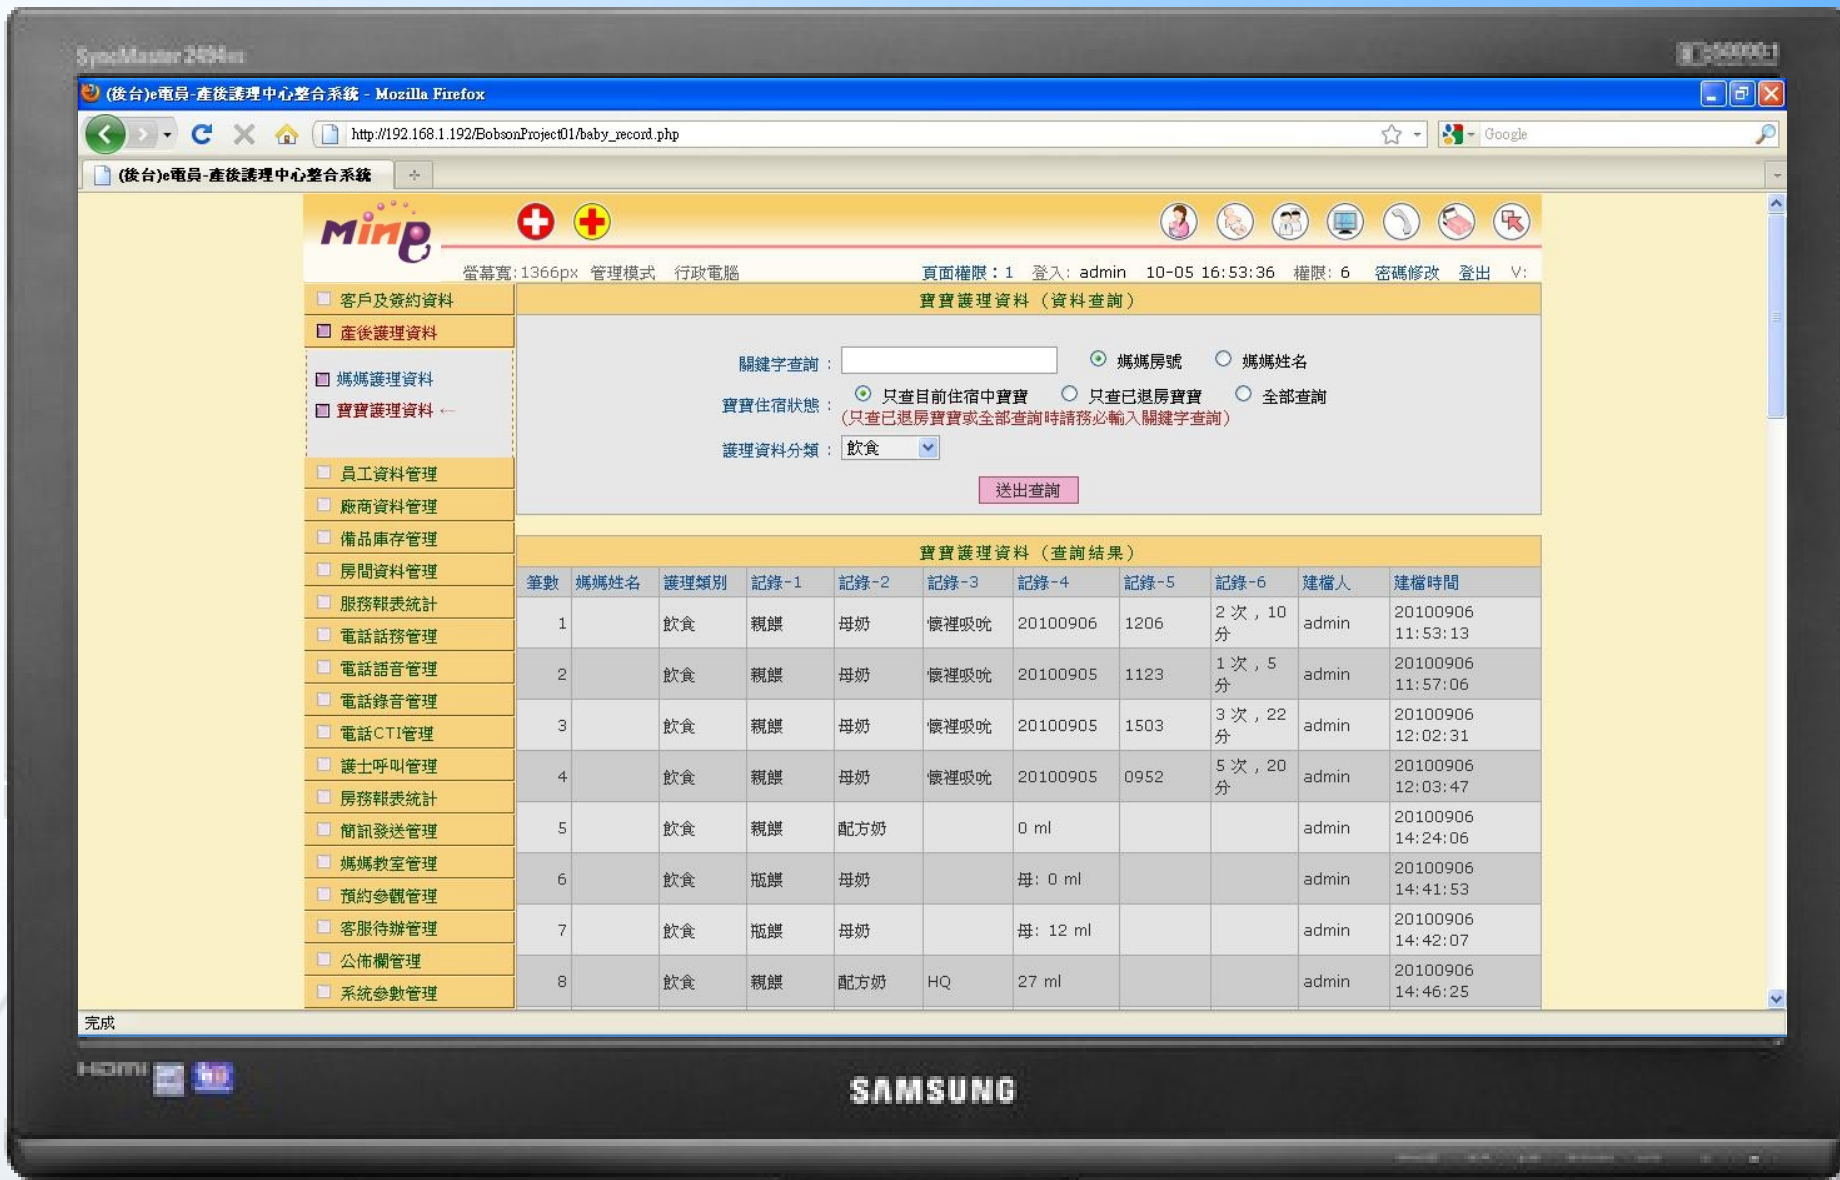 SyncMaster 2494HS
(後台)e電員-產後護理中心整合系統 - Mozilla Firefox
http://192.168.1.192/BobsonProject01/baby_record.php
Google
(後台)e電員-產後護理中心整合系統
Mine
螢幕寬:1366px 管理模式 行政電腦 頁面權限：1 登入: admin 10-05 16:53:36 權限: 6 密碼修改 登出 V:
客戶及簽約資料
產後護理資料
媽媽護理資料
寶寶護理資料 ←
員工資料管理
廠商資料管理
備品庫存管理
房間資料管理
服務報表統計
電話話務管理
電話語音管理
電話錄音管理
電話CTI管理
護士呼叫管理
房務報表統計
簡訊發送管理
媽媽教室管理
預約參觀管理
客服待辦管理
公佈欄管理
系統參數管理
寶寶護理資料（資料查詢）
關鍵字查詢： 媽媽房號 媽媽姓名
寶寶住宿狀態： 只查目前住宿中寶寶 只查已退房寶寶 全部查詢
(只查已退房寶寶或全部查詢時請務必輸入關鍵字查詢)
護理資料分類： 飲食
送出查詢
寶寶護理資料（查詢結果）
筆數 媽媽姓名 護理類別 記錄-1 記錄-2 記錄-3 記錄-4 記錄-5 記錄-6 建檔人 建檔時間
1 飲食 親餵 母奶 懷裡吸吮 20100906 1206 2 次，10 分 admin 20100906 11:53:13
2 飲食 親餵 母奶 懷裡吸吮 20100905 1123 1 次，5 分 admin 20100906 11:57:06
3 飲食 親餵 母奶 懷裡吸吮 20100905 1503 3 次，22 分 admin 20100906 12:02:31
4 飲食 親餵 母奶 懷裡吸吮 20100905 0952 5 次，20 分 admin 20100906 12:03:47
5 飲食 親餵 配方奶 0 ml admin 20100906 14:24:06
6 飲食 瓶餵 母奶 母: 0 ml admin 20100906 14:41:53
7 飲食 瓶餵 母奶 母: 12 ml admin 20100906 14:42:07
8 飲食 親餵 配方奶 HQ 27 ml admin 20100906 14:46:25
完成
HDMI
SAMSUNG